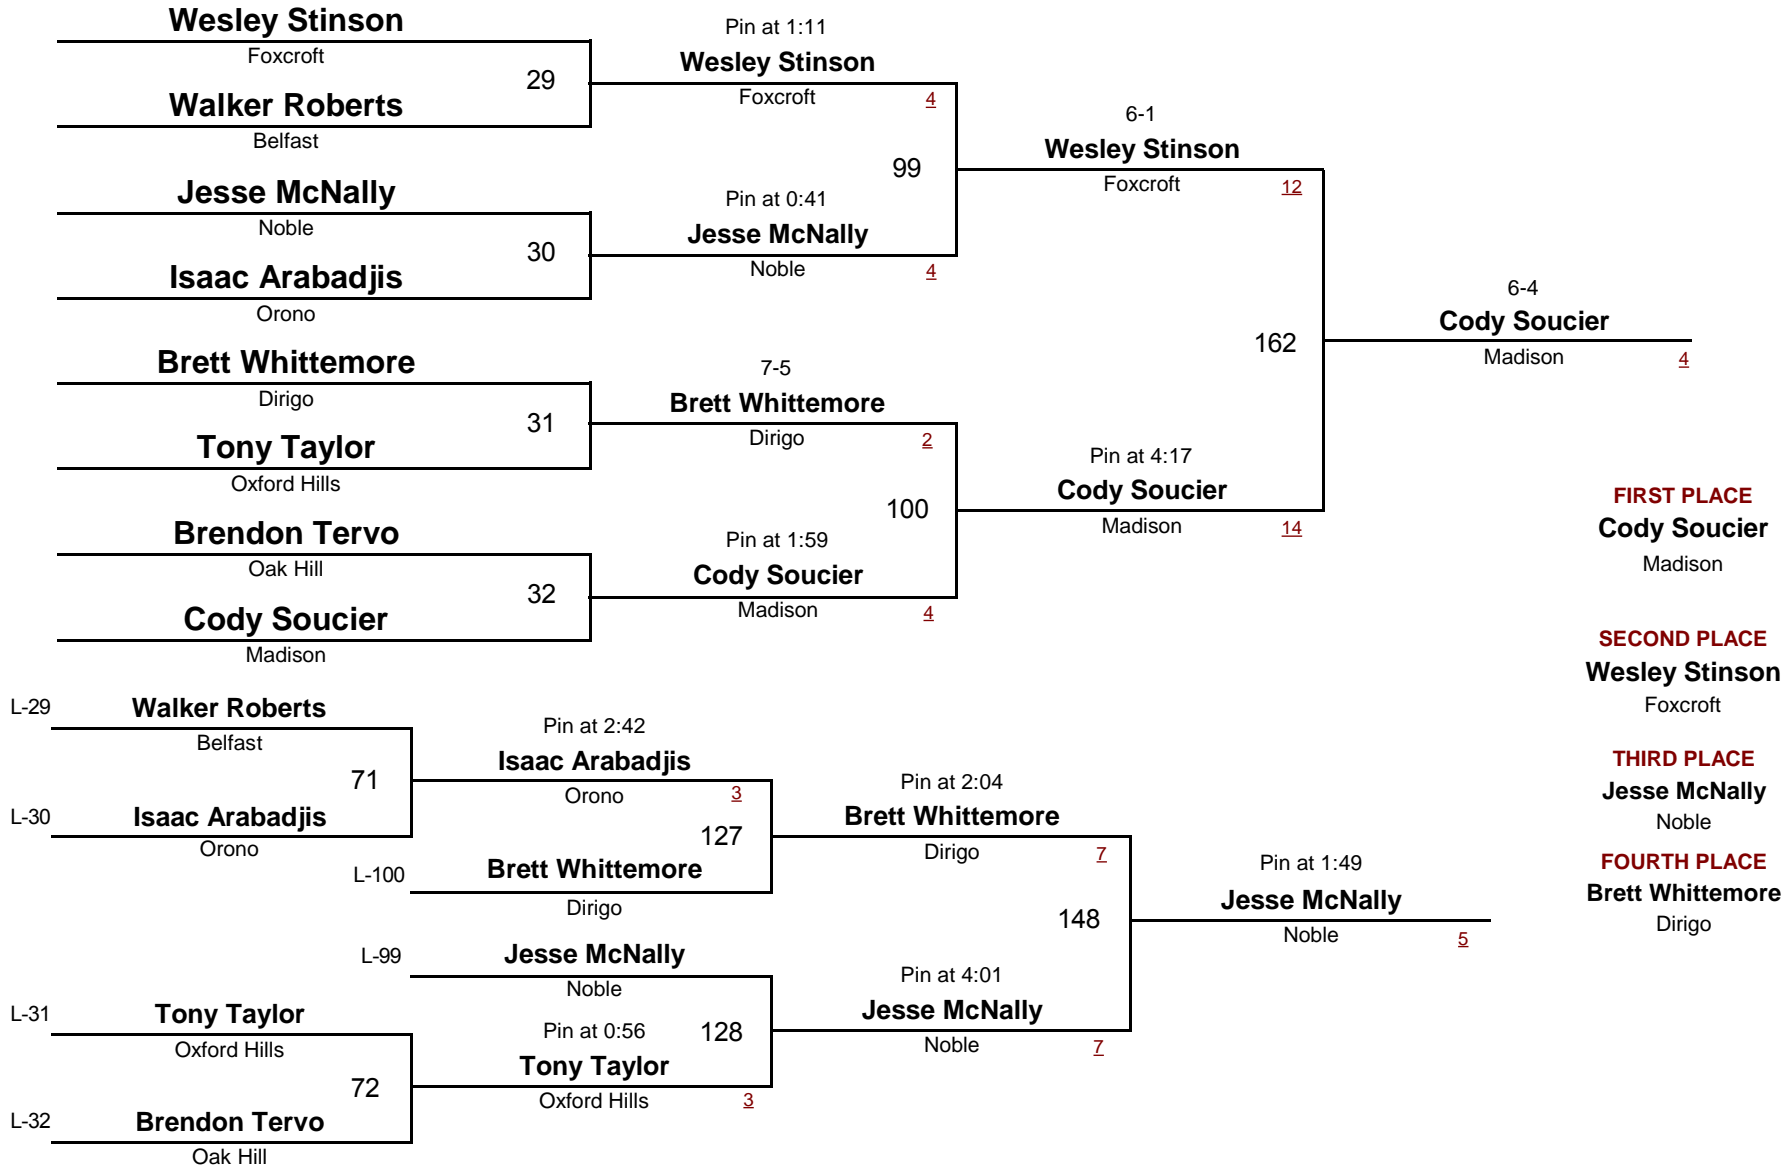 Wesley Stinson
Foxcroft
29
Walker Roberts
Belfast
Jesse McNally
Noble
30
Isaac Arabadjis
Orono
Brett Whittemore
Dirigo
31
Tony Taylor
Oxford Hills
Brendon Tervo
Oak Hill
32
Cody Soucier
Madison
Pin at 1:11
Wesley Stinson
Foxcroft 4
99
Pin at 0:41
Jesse McNally
Noble 4
7-5
Brett Whittemore
Dirigo 2
100
Pin at 1:59
Cody Soucier
Madison 4
6-1
Wesley Stinson
Foxcroft 12
162
Pin at 4:17
Cody Soucier
Madison 14
6-4
Cody Soucier
Madison 4
FIRST PLACE
Cody Soucier
Madison
SECOND PLACE
Wesley Stinson
Foxcroft
THIRD PLACE
Jesse McNally
Noble
FOURTH PLACE
Brett Whittemore
Dirigo
L-29 Walker Roberts
Belfast
71
L-30 Isaac Arabadjis
Orono
Pin at 2:42
Isaac Arabadjis
Orono 3
127
L-100 Brett Whittemore
Dirigo
L-99 Jesse McNally
Noble
L-31 Tony Taylor
Oxford Hills
72
L-32 Brendon Tervo
Oak Hill
Pin at 0:56 128
Tony Taylor
Oxford Hills 3
Pin at 2:04
Brett Whittemore
Dirigo 7
148
Pin at 4:01
Jesse McNally
Noble 7
Pin at 1:49
Jesse McNally
Noble 5